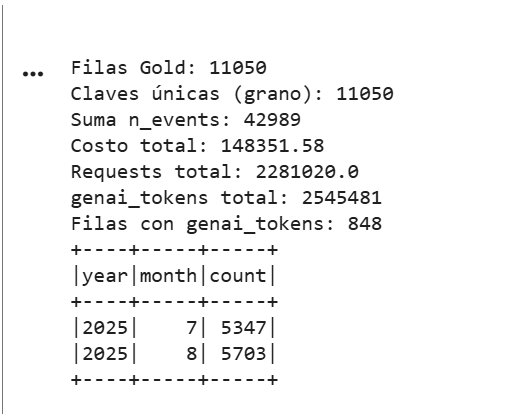 ... Filas Gold: 11050
Claves únicas (grano): 11050
Suma n_events: 42989
Costo total: 148351.58
Requests total: 2281020.0
genai_tokens total: 2545481
Filas con genai_tokens: 848
+----+-----+-----+
|year|month|count|
+----+-----+-----+
|2025|    7| 5347|
|2025|    8| 5703|
+----+-----+-----+